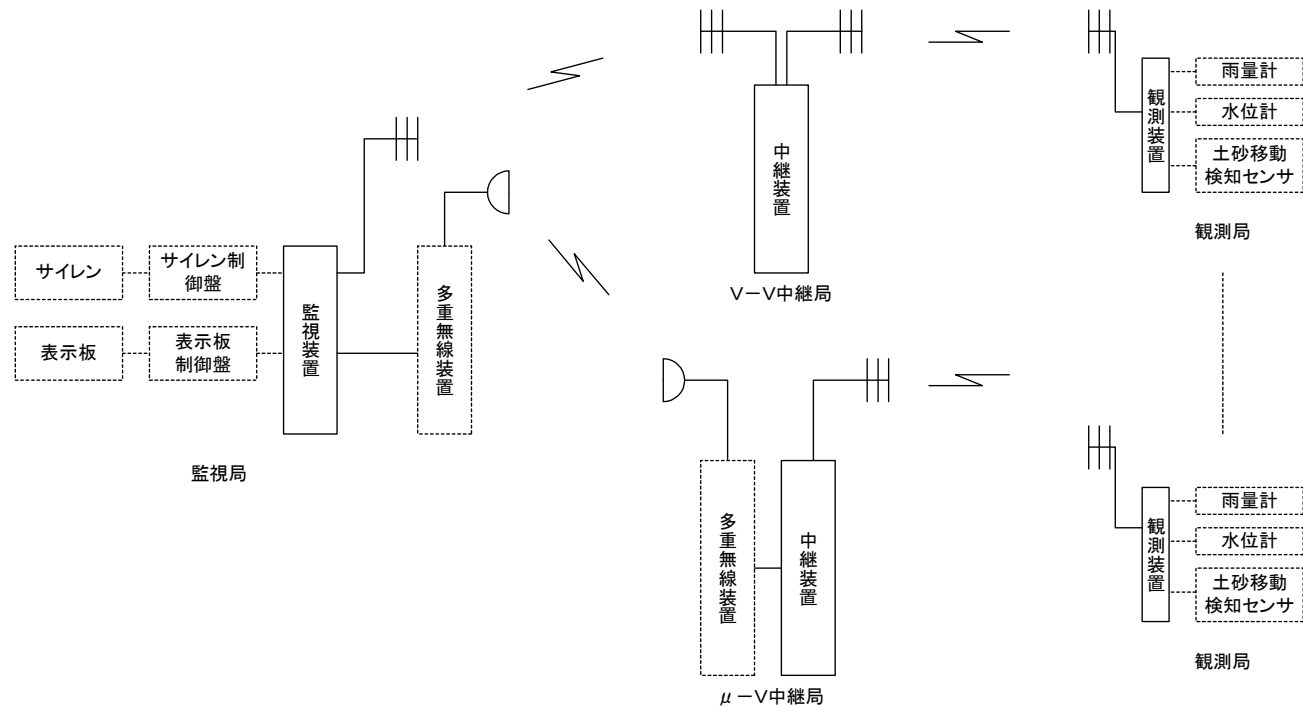 サイレン
サイレン制
御盤
表示板
表示板
制御盤
監視装置
多重無線装置
監視局
中継装置
V－V中継局
多重無線装置
中継装置
μ－V中継局
観測装置
雨量計
水位計
土砂移動
検知センサ
観測局
観測装置
雨量計
水位計
土砂移動
検知センサ
観測局